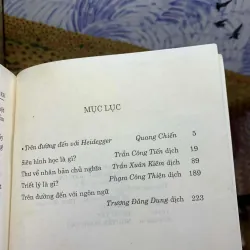 MỤC LỤC
• Trên đường đến với Heidegger Quang Chiến 5
Siêu hình học là gì? Trần Công Tiến dịch 19
Thư về nhân bản chủ nghĩa Trần Xuân Kiêm dịch 89
Triết lý là gì? Phạm Công Thiện dịch 189
Trên đường đến với ngôn ngữ
Trương Đăng Dung dịch 223